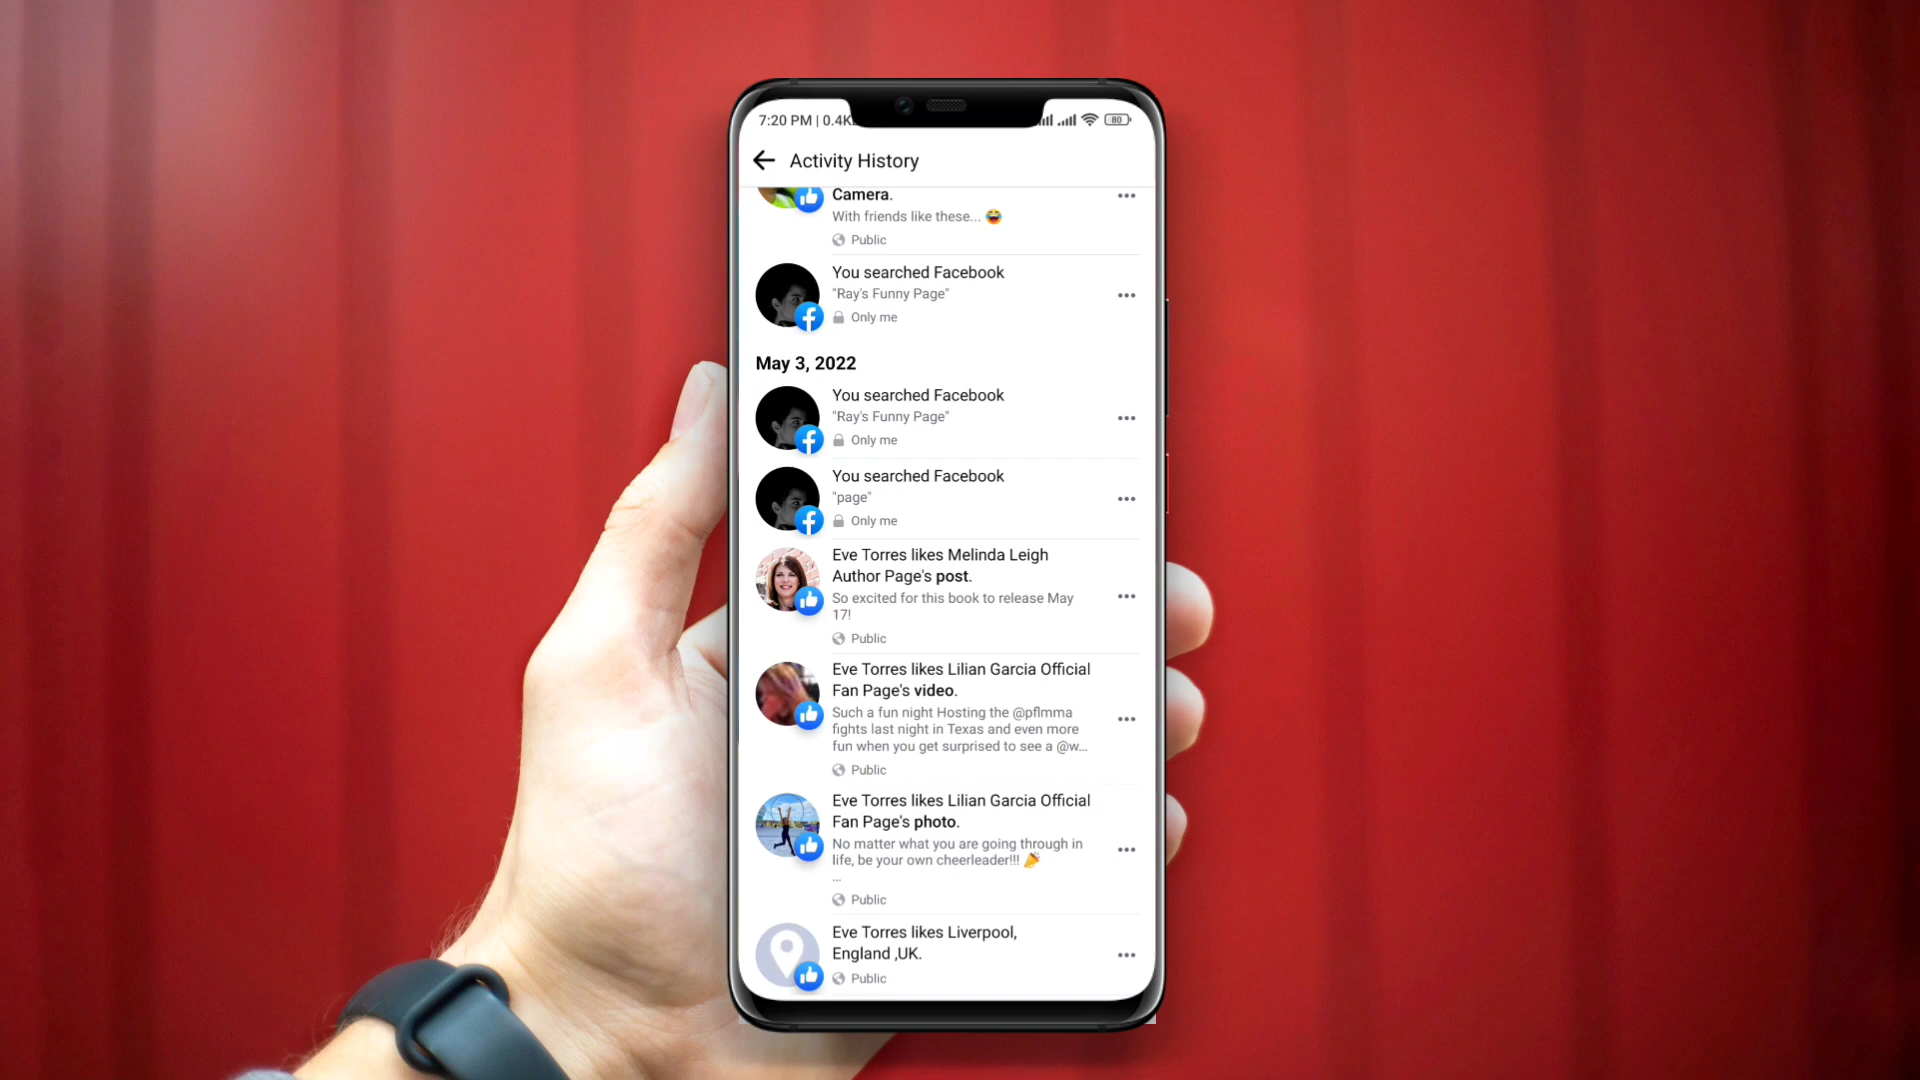 7:20 PM | 0.4K
80
Activity History
Camera.
With friends like these... 😂
Public
You searched Facebook
"Ray's Funny Page"
Only me
May 3, 2022
You searched Facebook
"Ray's Funny Page"
Only me
You searched Facebook
"page"
Only me
Eve Torres likes Melinda Leigh
Author Page's post.
So excited for this book to release May
17!
Public
Eve Torres likes Lilian Garcia Official
Fan Page's video.
Such a fun night Hosting the @pflmma
fights last night in Texas and even more
fun when you get surprised to see a @w...
Public
Eve Torres likes Lilian Garcia Official
Fan Page's photo.
No matter what you are going through in
life, be your own cheerleader!!! 🎉
...
Public
Eve Torres likes Liverpool,
England ,UK.
Public